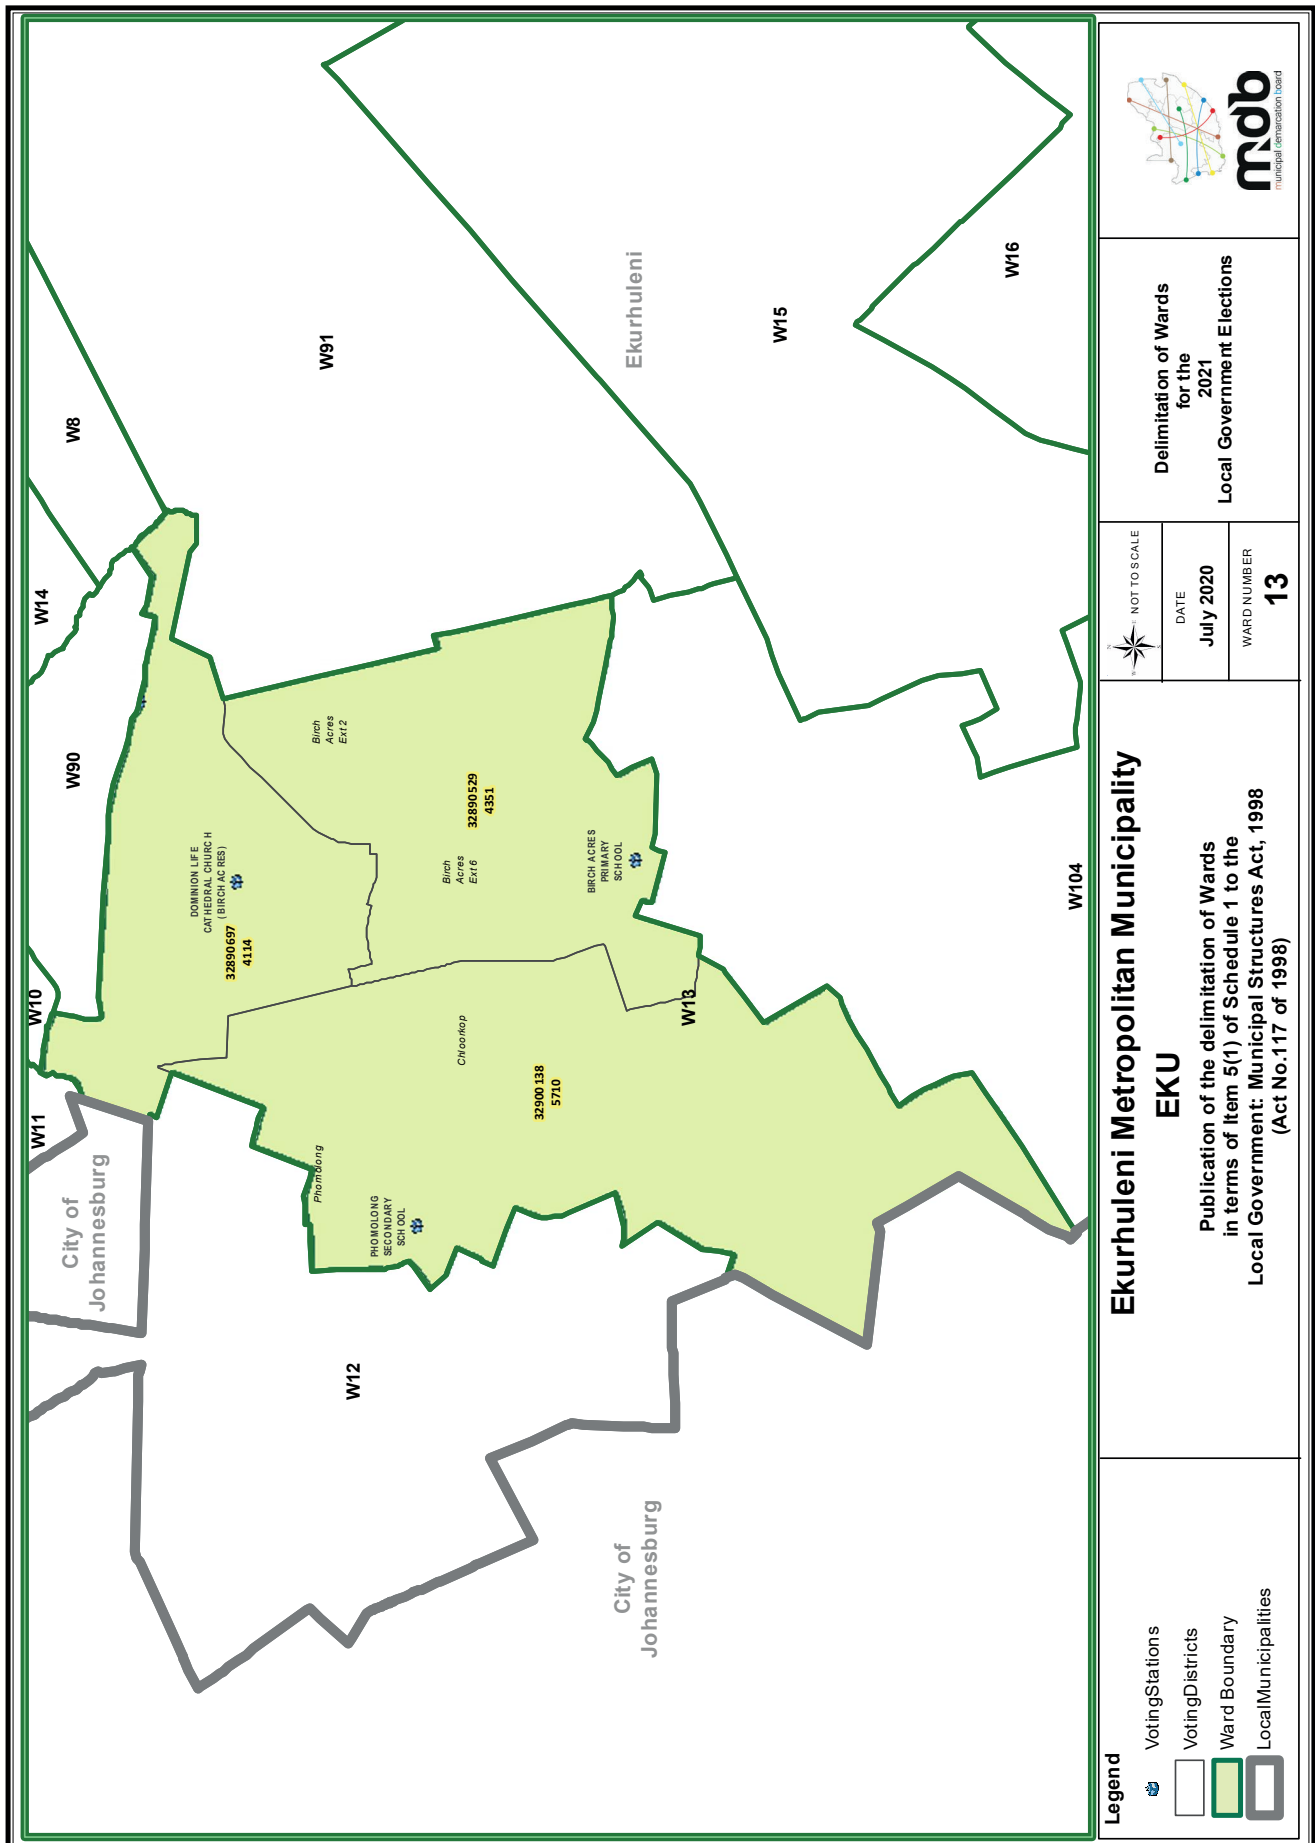 W11
W10
W90
W14
W8
City of
Johannesburg
DOMINION LIFE
CATHEDRAL CHURCH
(BIRCH ACRES)
32890697
4114
Birch
Acres
Ext 2
W91
Phomolong
PHOMOLONG
SECONDARY
SCHOOL
W12
Chloorkop
Birch
Acres
Ext 6
32890529
4351
32900138
5710
BIRCH ACRES
PRIMARY
SCHOOL
Ekurhuleni
City of
Johannesburg
W13
W15
W16
W104
Legend
VotingStations
VotingDistricts
Ward Boundary
LocalMunicipalities
Ekurhuleni Metropolitan Municipality
EKU
Publication of the delimitation of Wards
in terms of Item 5(1) of Schedule 1 to the
Local Government: Municipal Structures Act, 1998
(Act No.117 of 1998)
N
W
E
S
NOT TO SCALE
DATE
July 2020
WARD NUMBER
13
Delimitation of Wards
for the
2021
Local Government Elections
mdb
municipal demarcation board